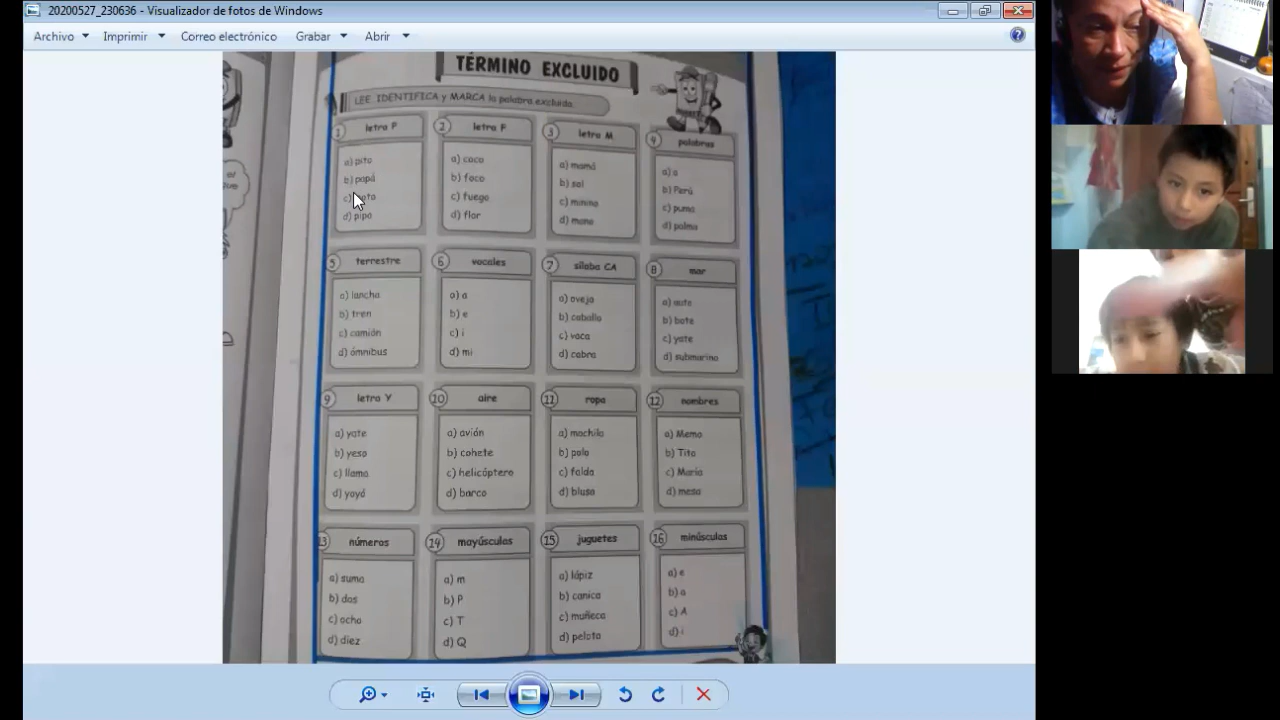 20200527_230636 - Visualizador de fotos de Windows
Archivo Imprimir Correo electrónico Grabar Abrir
TÉRMINO EXCLUIDO
LEE, IDENTIFICA y MARCA la palabra excluida.
1 letra P
a) pito
b) papá
d) pipa
2 letra F
a) coco
b) foco
c) fuego
d) flor
3 letra M
a) mamá
b) sal
c) minino
d) mono
4 palabras
a) a
b) Perú
c) puma
d) palma
5 terrestre
a) lancha
b) tren
c) camión
d) ómnibus
6 vocales
a) a
b) e
c) i
d) mi
7 sílaba CA
a) oveja
b) caballo
c) vaca
d) cabra
8 mar
a) auto
b) bote
c) yate
d) submarino
9 letra Y
a) yate
b) yeso
c) llama
d) yoyó
10 aire
a) avión
b) cohete
c) helicóptero
d) barco
11 ropa
a) mochila
b) polo
c) falda
d) blusa
12 nombres
a) Memo
b) Tito
c) María
d) mesa
13 números
a) suma
b) dos
c) ocho
d) diez
14 mayúsculas
a) m
b) P
c) T
d) Q
15 juguetes
a) lápiz
b) canica
c) muñeca
d) pelota
16 minúsculas
a) e
b) a
c) A
d) i